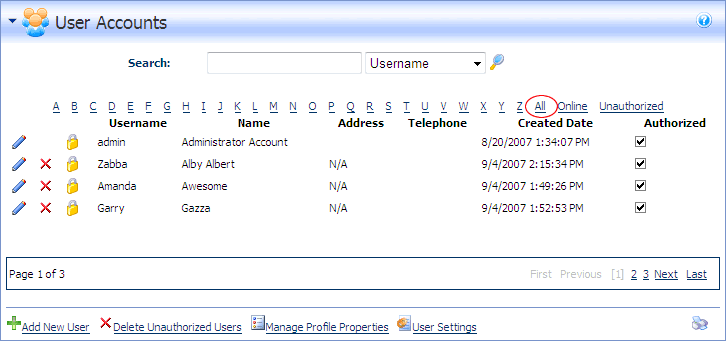 User Accounts
Search: Username
A B C D E F G H I J K L M N O P Q R S T U V W X Y Z All Online Unauthorized
Username Name Address Telephone Created Date Authorized
admin Administrator Account 8/20/2007 1:34:07 PM
Zabba Alby Albert N/A 9/4/2007 2:15:34 PM
Amanda Awesome N/A 9/4/2007 1:49:26 PM
Garry Gazza N/A 9/4/2007 1:52:53 PM
Page 1 of 3 First Previous [1] 2 3 Next Last
Add New User Delete Unauthorized Users Manage Profile Properties User Settings